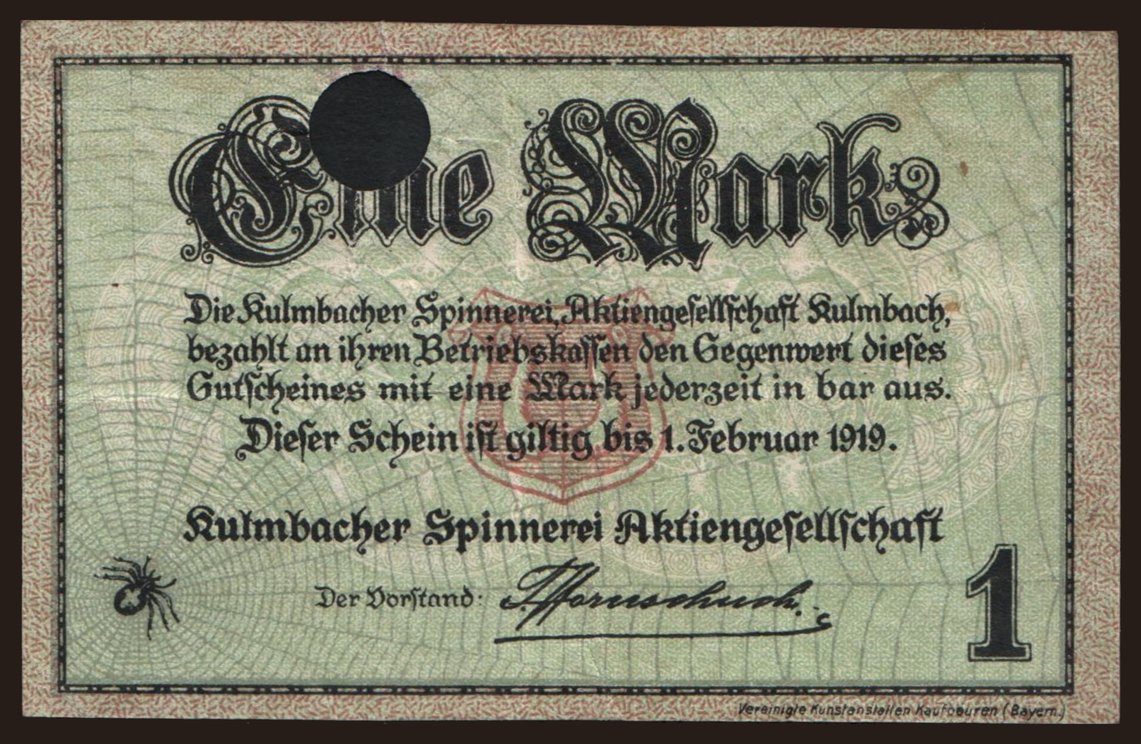 Eine Mark
Die Kulmbacher Spinnerei, Aktiengesellschaft Kulmbach,
bezahlt an ihren Betriebskassen den Gegenwert dieses
Gutscheines mit eine Mark jederzeit in bar aus.
Dieser Schein ist giltig bis 1. Februar 1919.
Kulmbacher Spinnerei Aktiengesellschaft
Der Vorstand: F. Hornschuch.
1
Vereinigte Kunstanstalten Kaufbeuren (Bayern.)